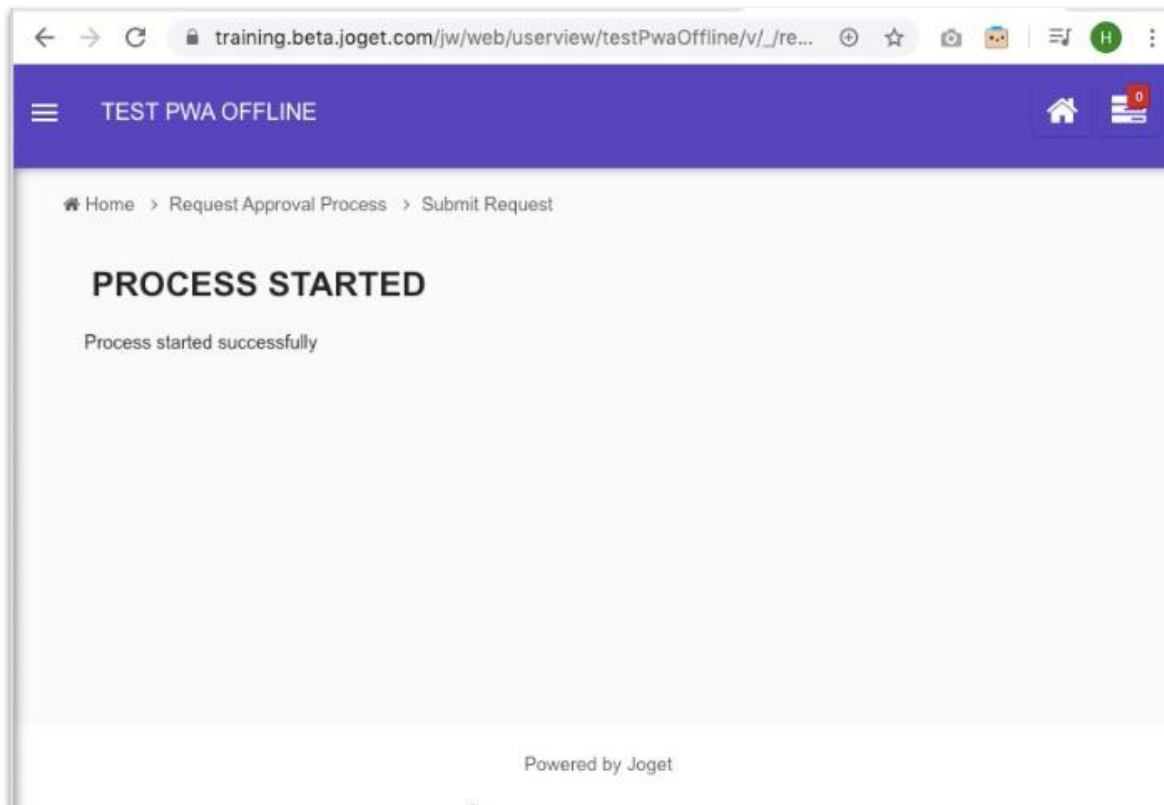 training.beta.joget.com/jw/web/userview/testPwaOffline/v/_/re...
H
TEST PWA OFFLINE
0
Home > Request Approval Process > Submit Request
PROCESS STARTED
Process started successfully
Powered by Joget